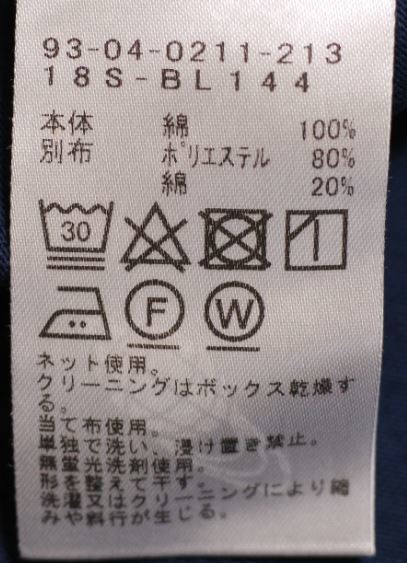 93-04-0211-213
18S-BL144
本体 綿 100%
別布 ポリエステル 80%
綿 20%
30
F W
ネット使用。
クリーニングはボックス乾燥す
る。
当て布使用。
単独で洗い、浸け置き禁止。
無蛍光洗剤使用。
形を整えて干す。
洗濯又はクリーニングにより縮
みや料行が生じる。